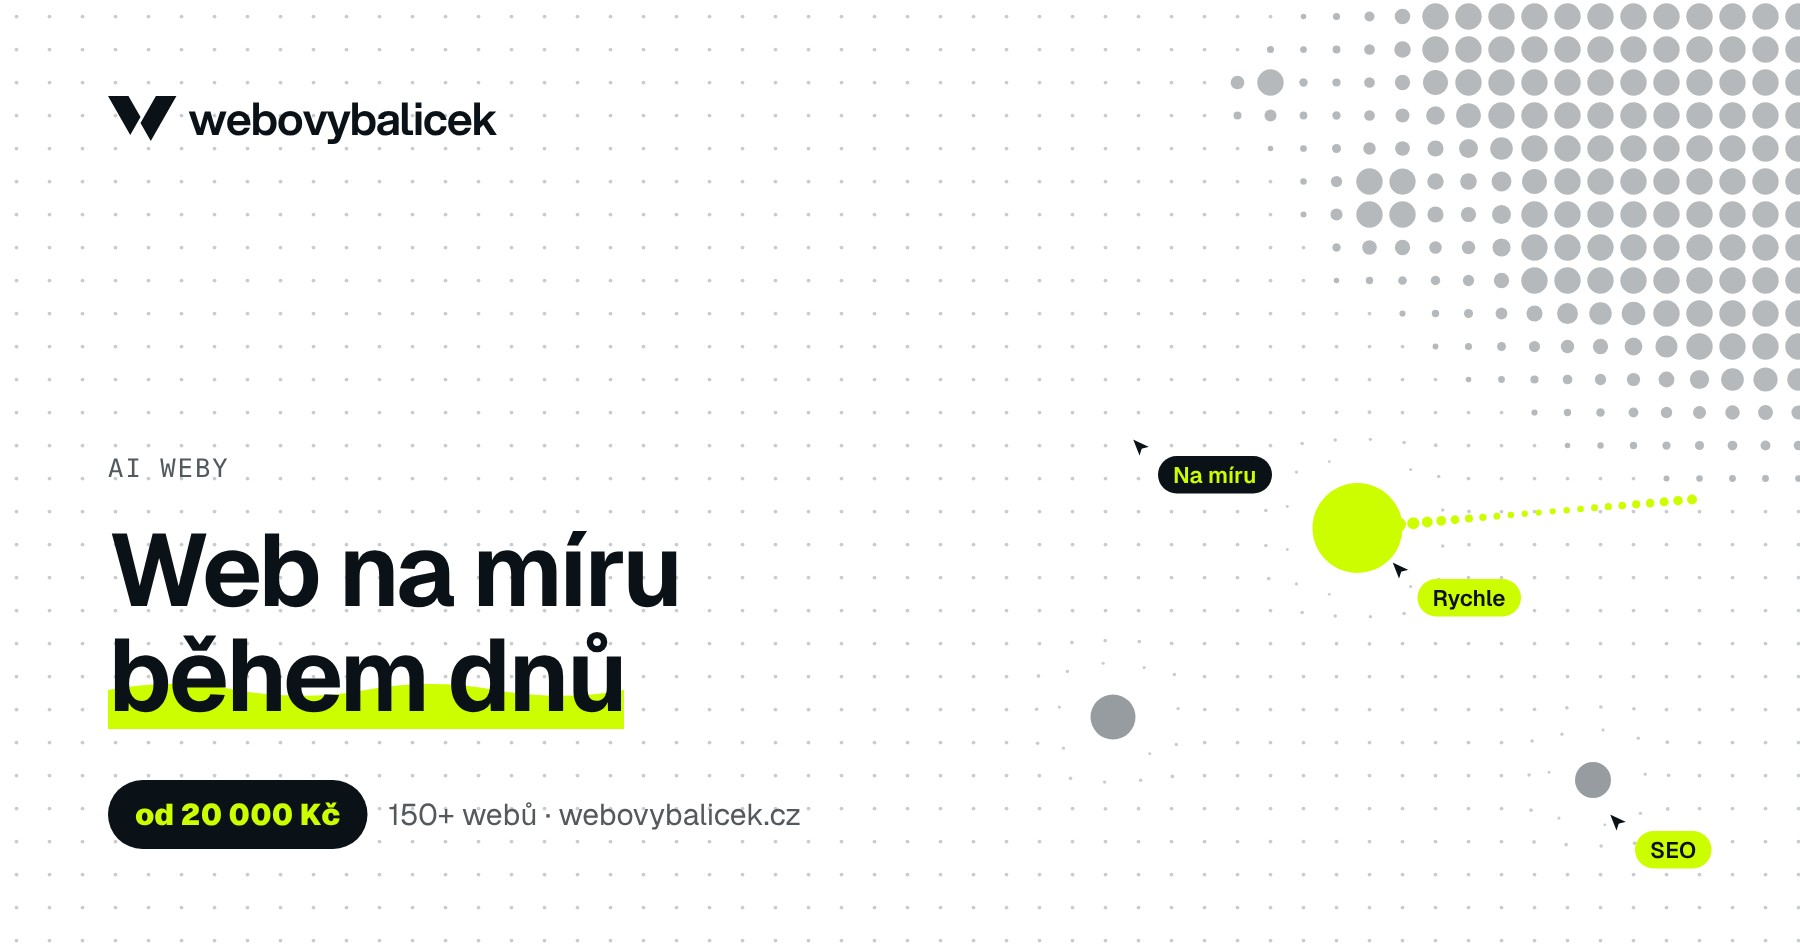 webovybalicek
AI WEBY
Web na míru
během dnů
od 20 000 Kč
150+ webů · webovybalicek.cz
Na míru
Rychle
SEO